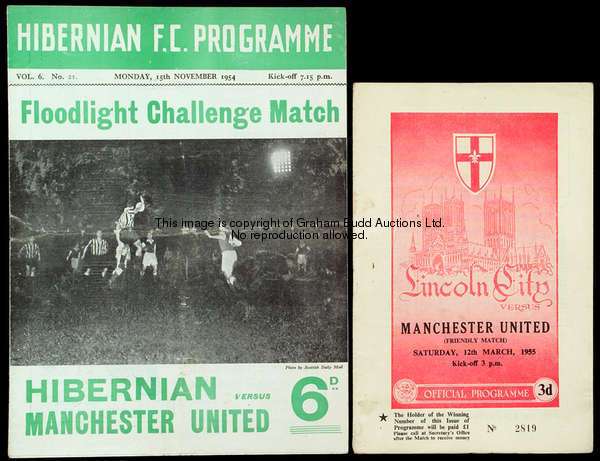 HIBERNIAN F.C. PROGRAMME
VOL. 6. No. 21. MONDAY, 15th NOVEMBER 1954 Kick-off 7.15 p.m.
Floodlight Challenge Match
This image is copyright of Graham Budd Auctions Ltd.
No reproduction allowed.
Photo by Scottish Daily Mail
HIBERNIAN VERSUS
MANCHESTER UNITED
6D.
Lincoln City
VERSUS
MANCHESTER UNITED
(FRIENDLY MATCH)
SATURDAY, 12th MARCH, 1955
Kick-off 3 p.m.
OFFICIAL PROGRAMME 3d
★ The Holder of the Winning
Number of this Issue of
Programme will be paid £1
Please call at Secretary's Office
after the Match to receive money
No 2819